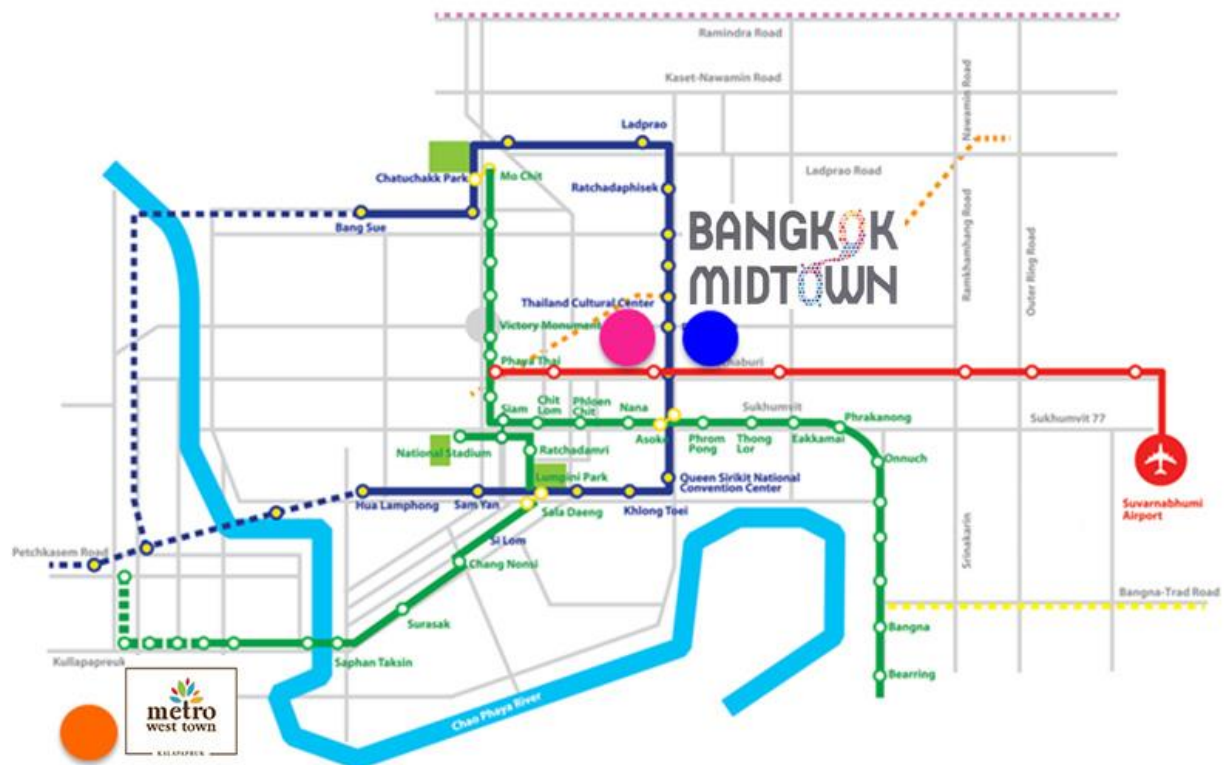 Ramindra Road
Kaset-Nawamin Road
Nawamin Road
Ladprao
Ladprao Road
Mo Chit
Chatuchakk Park
Ratchadaphisek
Bang Sue
BANGKOK
MIDTOWN
Ramkhamhang Road
Outer Ring Road
Thailand Cultural Center
Victory Monument
Phaya Thai
Siam
Chit
Lom
Phloen
Chit
Nana
Asoke
Sukhumvit
Phrom
Pong
Thong
Lor
Eakkamai
Phrakanong
Sukhumvit 77
Onnuch
National Stadium
Ratchadamri
Lumpini Park
Queen Sirikit National
Convention Center
Suvarnabhumi
Airport
Hua Lamphong
Sam Yan
Sala Daeng
Khlong Toei
Si Lom
Chang Nonsi
Srinakarin
Petchkasem Road
Surasak
Bangna-Trad Road
Bangna
Kullapapreuk
Saphan Taksin
Bearring
Chao Phaya River
metro
west town
KALAPAPRUK